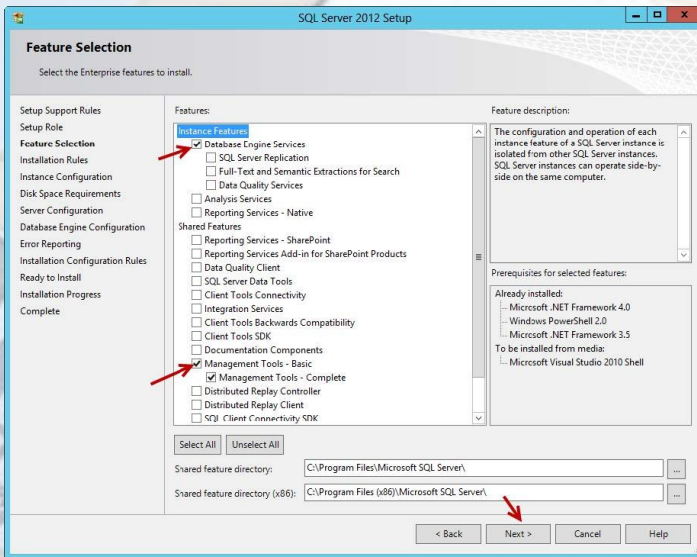 SQL Server 2012 Setup
Feature Selection
Select the Enterprise features to install.
Setup Support Rules
Setup Role
Feature Selection
Installation Rules
Instance Configuration
Disk Space Requirements
Server Configuration
Database Engine Configuration
Error Reporting
Installation Configuration Rules
Ready to Install
Installation Progress
Complete
Features:
Instance Features
Database Engine Services
SQL Server Replication
Full-Text and Semantic Extractions for Search
Data Quality Services
Analysis Services
Reporting Services - Native
Shared Features
Reporting Services - SharePoint
Reporting Services Add-in for SharePoint Products
Data Quality Client
SQL Server Data Tools
Client Tools Connectivity
Integration Services
Client Tools Backwards Compatibility
Client Tools SDK
Documentation Components
Management Tools - Basic
Management Tools - Complete
Distributed Replay Controller
Distributed Replay Client
SQL Client Connectivity SDK
Feature description:
The configuration and operation of each
instance feature of a SQL Server instance is
isolated from other SQL Server instances.
SQL Server instances can operate side-by-
side on the same computer.
Prerequisites for selected features:
Already installed:
Microsoft .NET Framework 4.0
Windows PowerShell 2.0
Microsoft .NET Framework 3.5
To be installed from media:
Microsoft Visual Studio 2010 Shell
Select All
Unselect All
Shared feature directory:
C:\Program Files\Microsoft SQL Server\
...
Shared feature directory (x86):
C:\Program Files (x86)\Microsoft SQL Server\
...
< Back
Next >
Cancel
Help